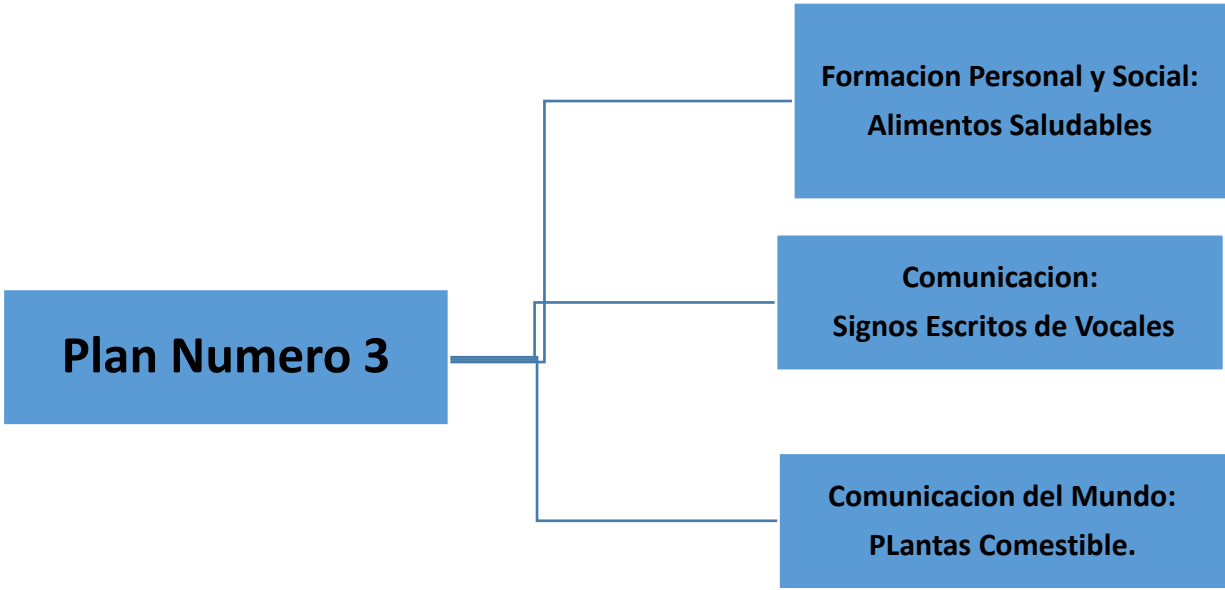 Plan Numero 3
Formacion Personal y Social:
Alimentos Saludables
Comunicacion:
Signos Escritos de Vocales
Comunicacion del Mundo:
PLantas Comestible.